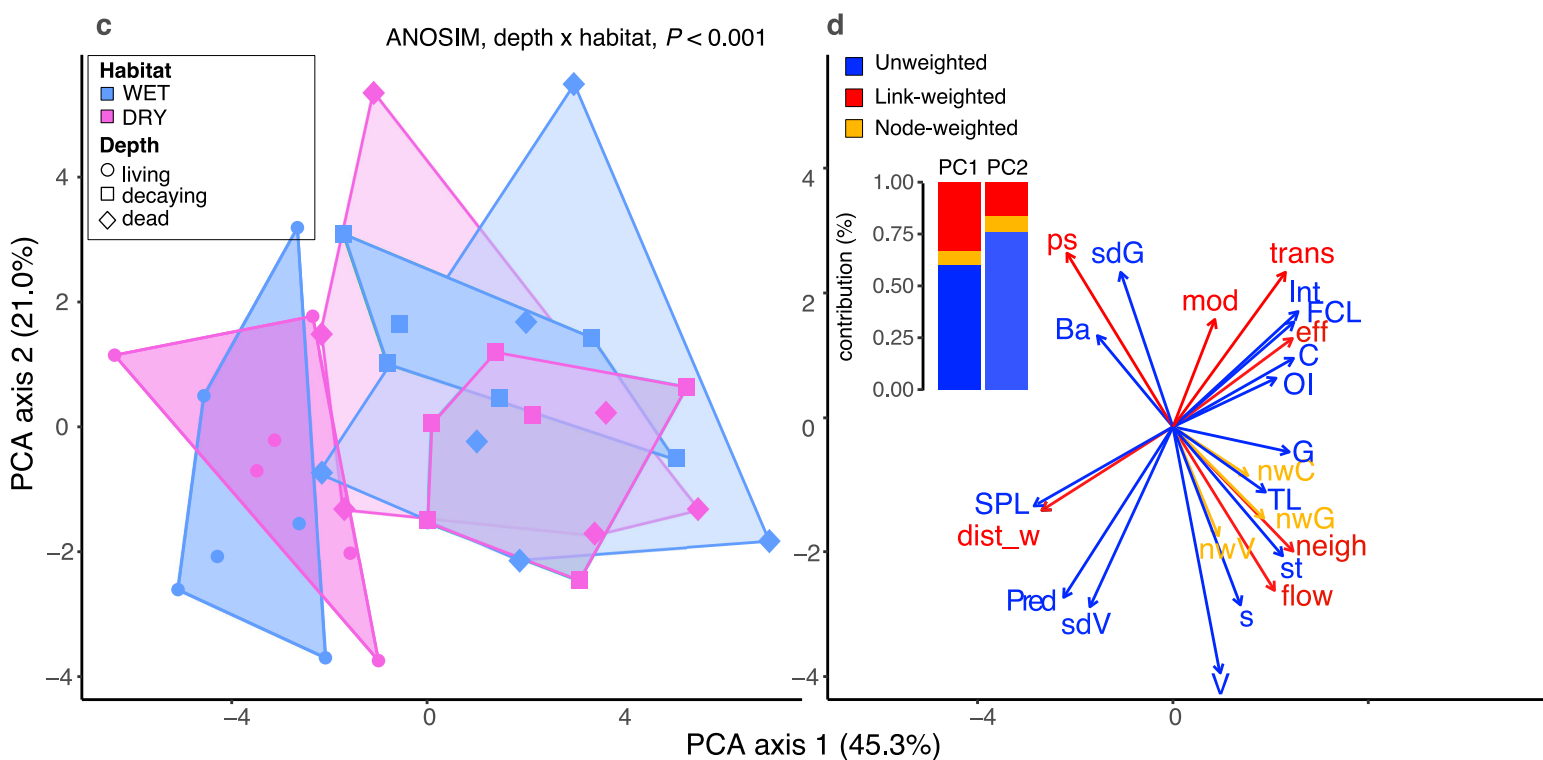 c
ANOSIM, depth x habitat, P < 0.001
Habitat
WET
DRY
Depth
living
decaying
dead
PCA axis 2 (21.0%)
4
2
0
−2
−4
−4
0
4
PCA axis 1 (45.3%)
d
Unweighted
Link-weighted
Node-weighted
PC1 PC2
contribution (%)
1.00
0.75
0.50
0.25
0.00
4
2
0
−2
−4
−4
0
ps
sdG
trans
mod
Int
FCL
Ba
eff
C
OI
G
nwC
SPL
TL
nwG
dist_w
nwV
neigh
st
Pred
flow
sdV
s
V